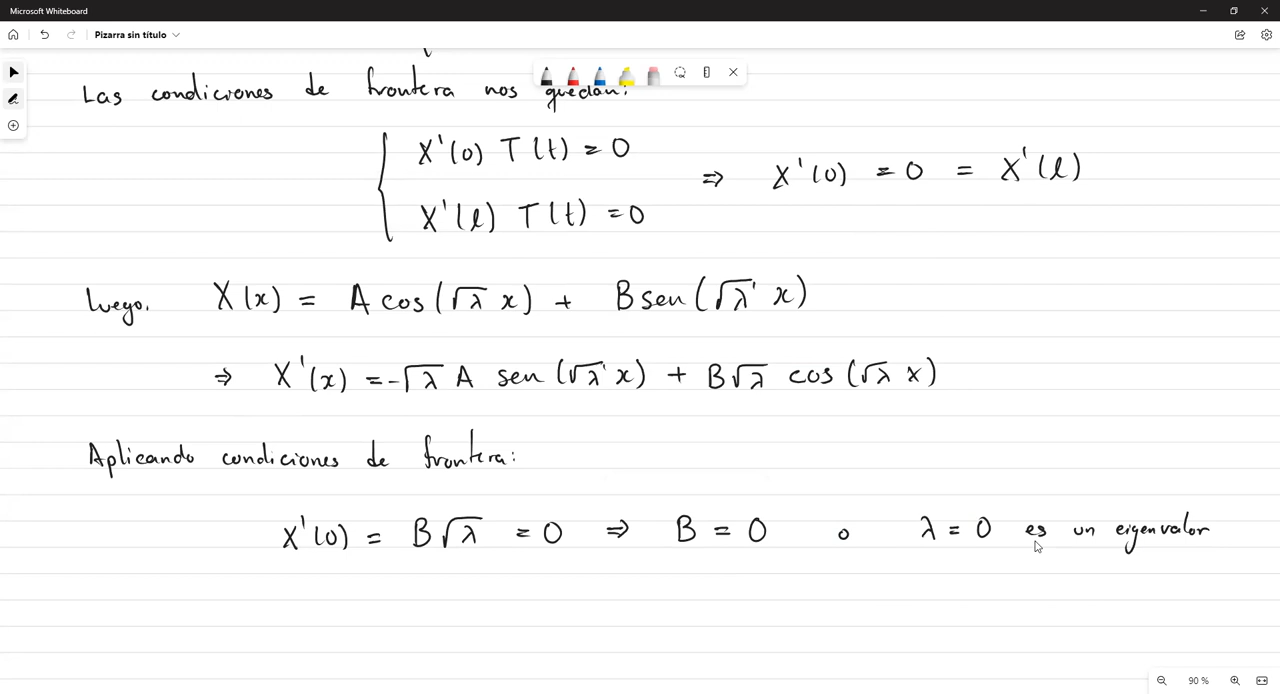 Microsoft Whiteboard
Pizarra sin título
Las condiciones de frontera nos quedan:
X'(0) T(t) = 0
X'(l) T(t) = 0
⇒ X'(0) = 0 = X'(l)
luego. X(x) = A cos(√λ x) + B sen(√λ x)
⇒ X'(x) = -√λ A sen(√λ x) + B√λ cos(√λ x)
Aplicando condiciones de frontera:
X'(0) = B√λ = 0 ⇒ B = 0 o λ = 0 es un eigenvalor
90 %